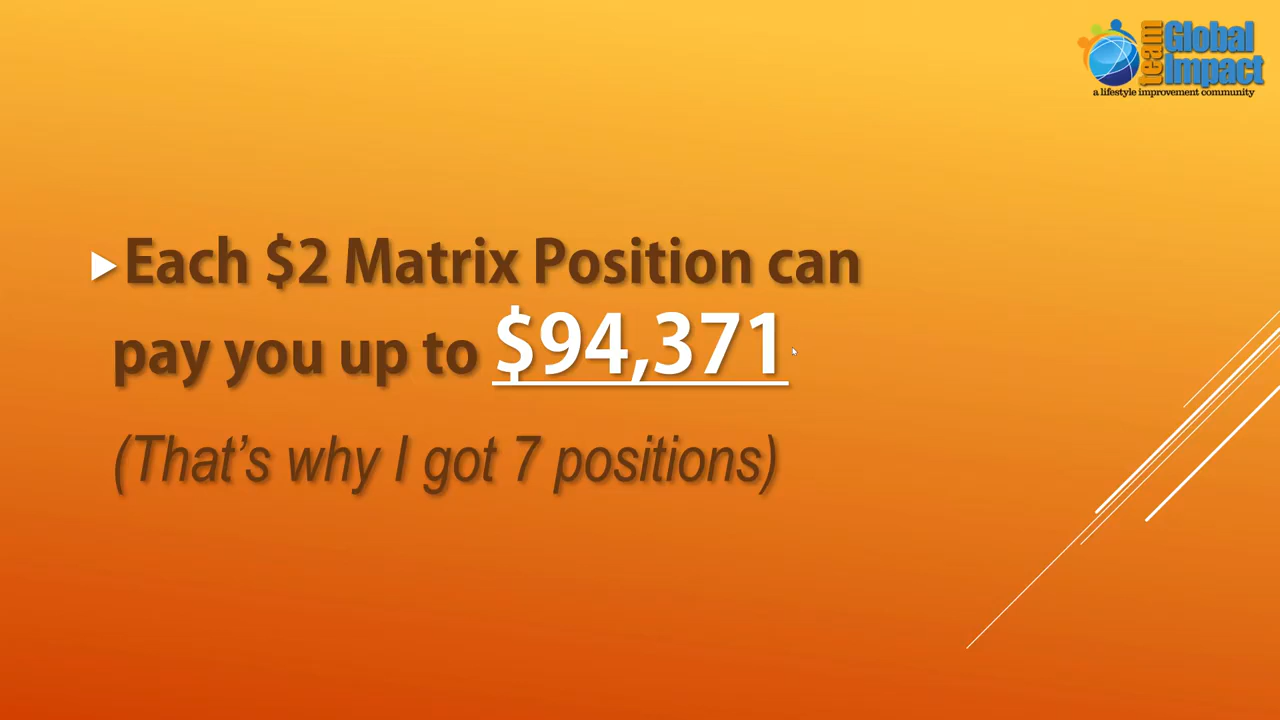 team
Global
Impact
a lifestyle improvement community
Each $2 Matrix Position can
pay you up to $94,371
(That’s why I got 7 positions)